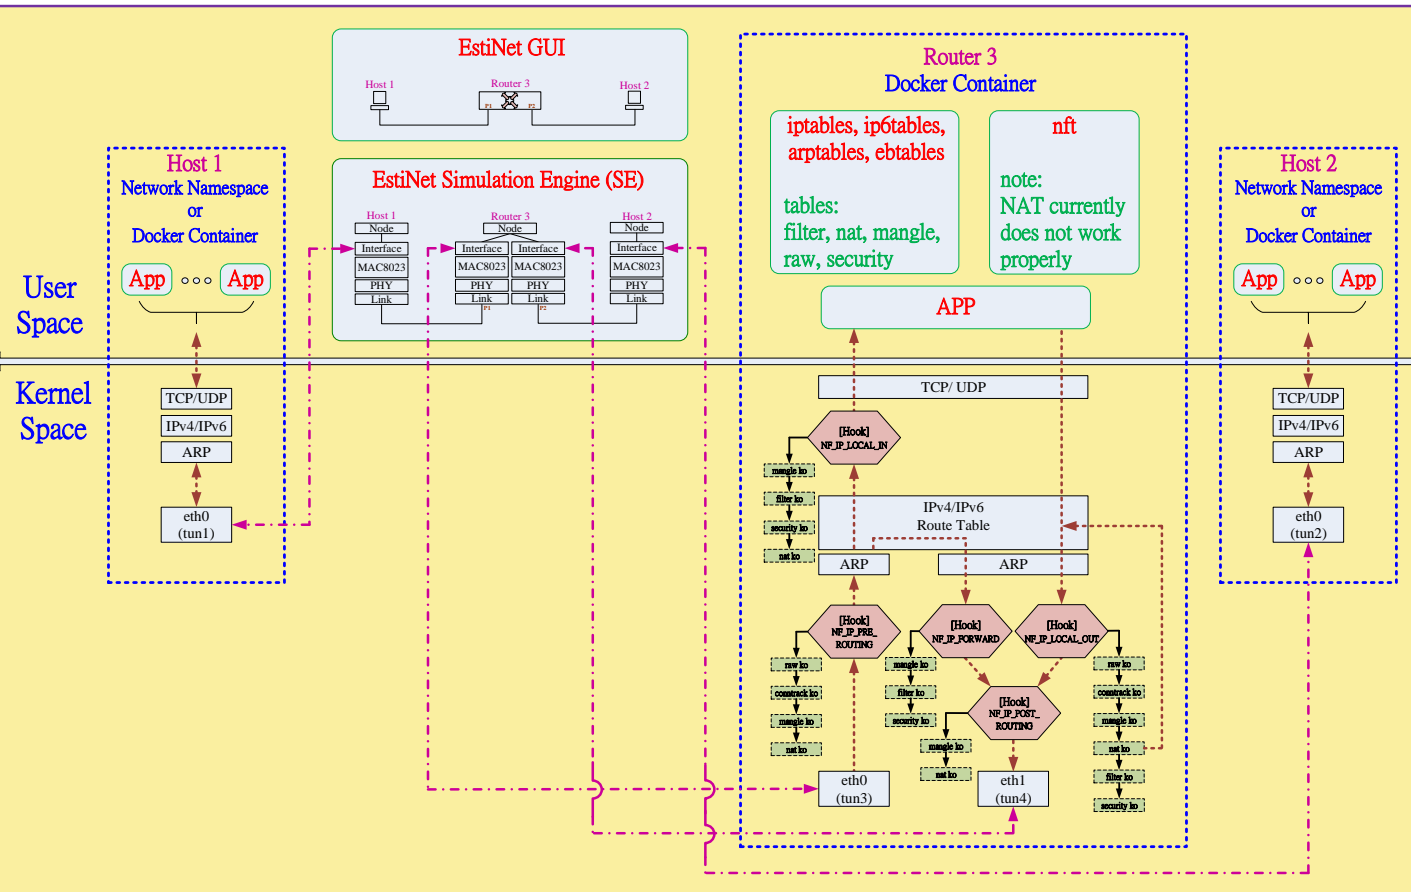 EstiNet GUI
Host 1
Router 3
Host 2
P1
P2
EstiNet Simulation Engine (SE)
Host 1
Router 3
Host 2
Node
Node
Node
Interface
Interface
Interface
Interface
MAC8023
MAC8023
MAC8023
MAC8023
PHY
PHY
PHY
PHY
Link
Link
Link
Link
P1
P2
User
Space
Kernel
Space
Host 1
Network Namespace
or
Docker Container
App
App
TCP/UDP
IPv4/IPv6
ARP
eth0
(tun1)
Router 3
Docker Container
iptables, ip6tables,
arptables, ebtables
tables:
filter, nat, mangle,
raw, security
nft
note:
NAT currently
does not work
properly
APP
TCP/ UDP
[Hook]
NF_IP_LOCAL_IN
mangle ko
filter ko
security ko
nat ko
IPv4/IPv6
Route Table
ARP
ARP
[Hook]
NF_IP_PRE_
ROUTING
raw ko
conntrack ko
mangle ko
nat ko
[Hook]
NF_IP_FORWARD
mangle ko
filter ko
security ko
[Hook]
NF_IP_LOCAL_OUT
raw ko
conntrack ko
mangle ko
nat ko
filter ko
security ko
[Hook]
NF_IP_POST_
ROUTING
mangle ko
nat ko
eth0
(tun3)
eth1
(tun4)
Host 2
Network Namespace
or
Docker Container
App
App
TCP/UDP
IPv4/IPv6
ARP
eth0
(tun2)